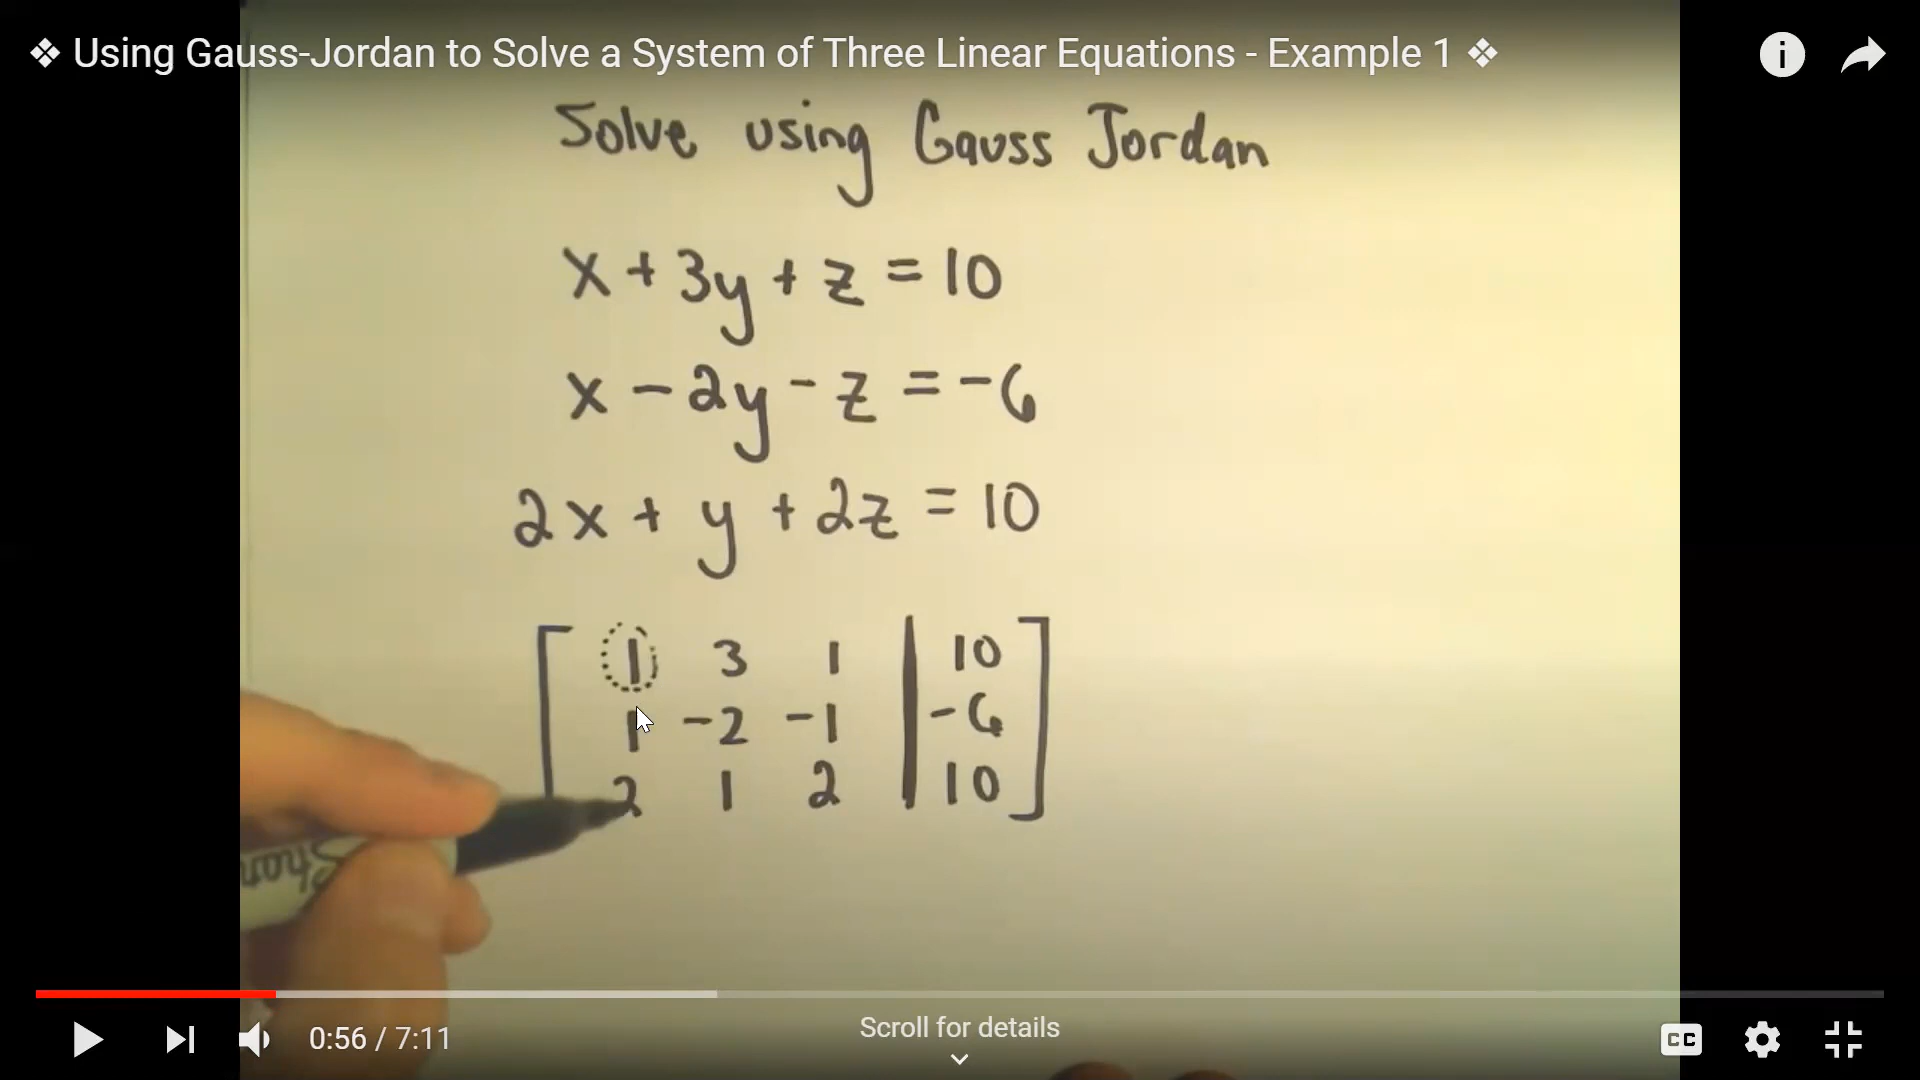 ❖ Using Gauss-Jordan to Solve a System of Three Linear Equations - Example 1 ❖
Solve using Gauss Jordan
x + 3y + z = 10
x - 2y - z = -6
2x + y + 2z = 10
1 3 1 | 10
1 -2 -1 | -6
2 1 2 | 10
0:56 / 7:11
Scroll for details
CC